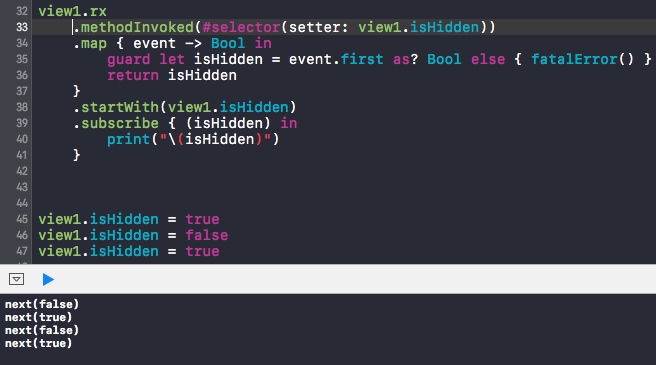 32 view1.rx
33     .methodInvoked(#selector(setter: view1.isHidden))
34     .map { event -> Bool in
35         guard let isHidden = event.first as? Bool else { fatalError() }
36         return isHidden
37     }
38     .startWith(view1.isHidden)
39     .subscribe { (isHidden) in
40         print("\(isHidden)")
41     }
42
43
44
45 view1.isHidden = true
46 view1.isHidden = false
47 view1.isHidden = true
next(false)
next(true)
next(false)
next(true)